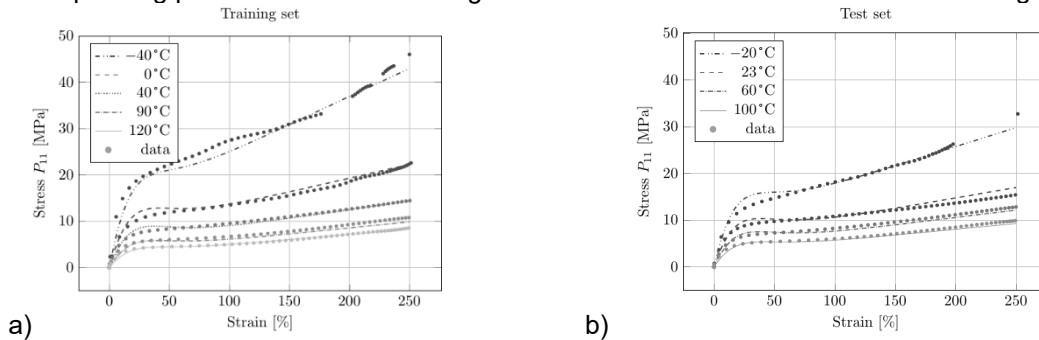 Training set
50
40
30
20
10
0
Stress P11 [MPa]
−40°C
0°C
40°C
90°C
120°C
data
0 50 100 150 200 250
Strain [%]
a)
Test set
50
40
30
20
10
0
Stress P11 [MPa]
−20°C
23°C
60°C
100°C
data
0 50 100 150 200 250
Strain [%]
b)